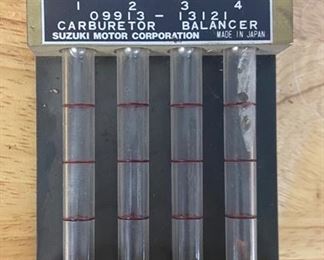 1 2 3 4
09913-13121
CARBURETOR BALANCER
SUZUKI MOTOR CORPORATION MADE IN JAPAN